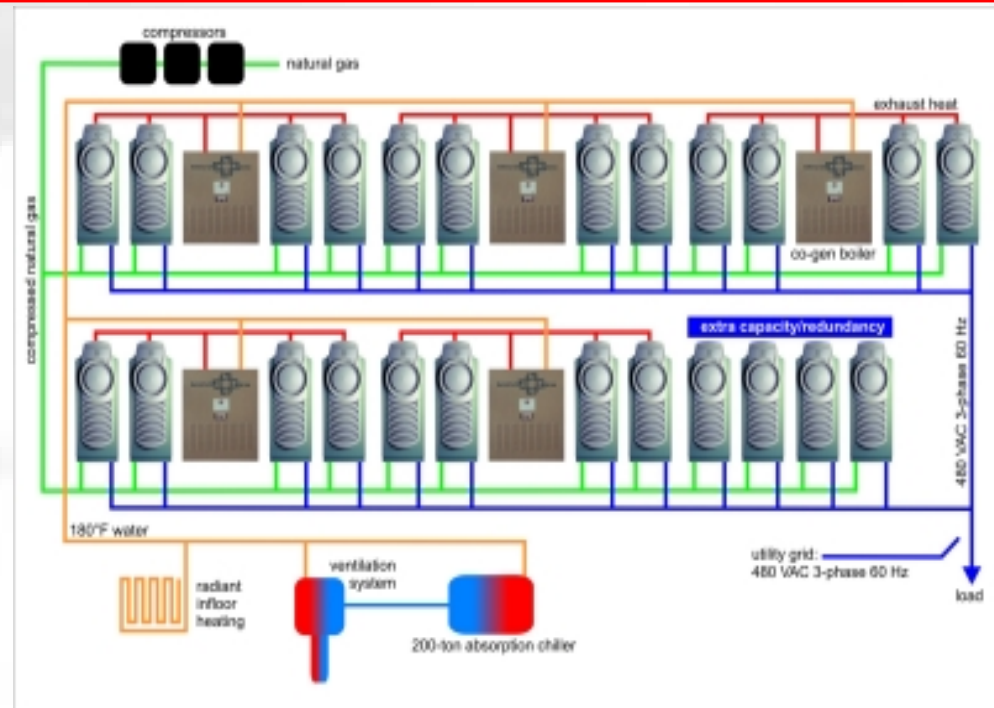 compressors
natural gas
exhaust heat
compressed natural gas
co-gen boiler
extra capacity/redundancy
480 VAC 3-phase 60 Hz
180°F water
radiant
infloor
heating
ventilation
system
200-ton absorption chiller
utility grid:
480 VAC 3-phase 60 Hz
load